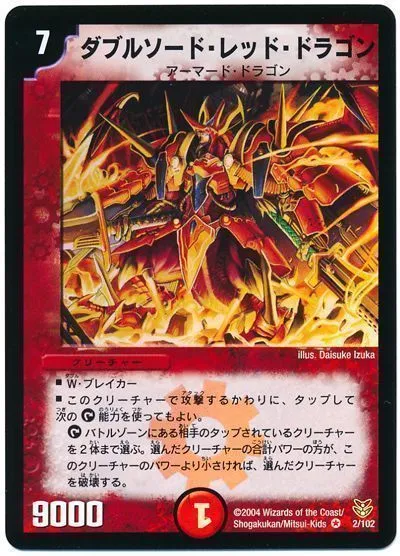 7
ダブルソード・レッド・ドラゴン
アーマード・ドラゴン
illus. Daisuke Iizuka
クリーチャー
■ W・ブレイカー
■ このクリーチャーで攻撃するかわりに、タップして
次の 能力を使ってもよい。
バトルゾーンにある相手のタップされているクリーチャー
を2体まで選ぶ。選んだクリーチャーの合計パワーの方が、こ
のクリーチャーのパワーより小さければ、選んだクリーチャー
を破壊する。
9000
1
©2004 Wizards of the Coast/
Shogakukan/Mitsui-Kids 2/102